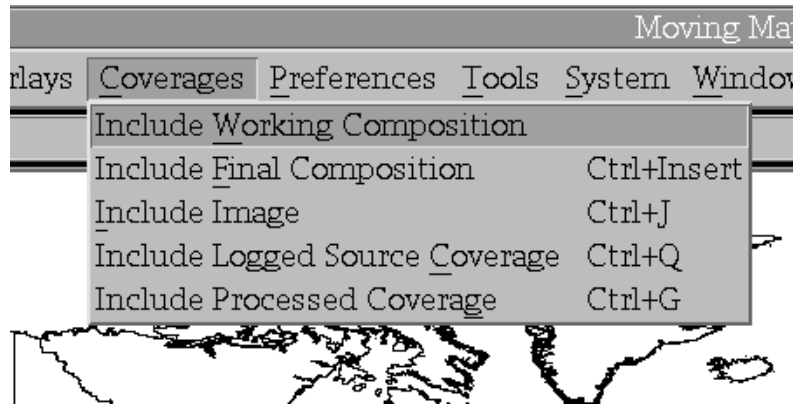 Moving Ma
rlays Coverages Preferences Tools System Window
Include Working Composition
Include Final Composition Ctrl+Insert
Include Image Ctrl+J
Include Logged Source Coverage Ctrl+Q
Include Processed Coverage Ctrl+G